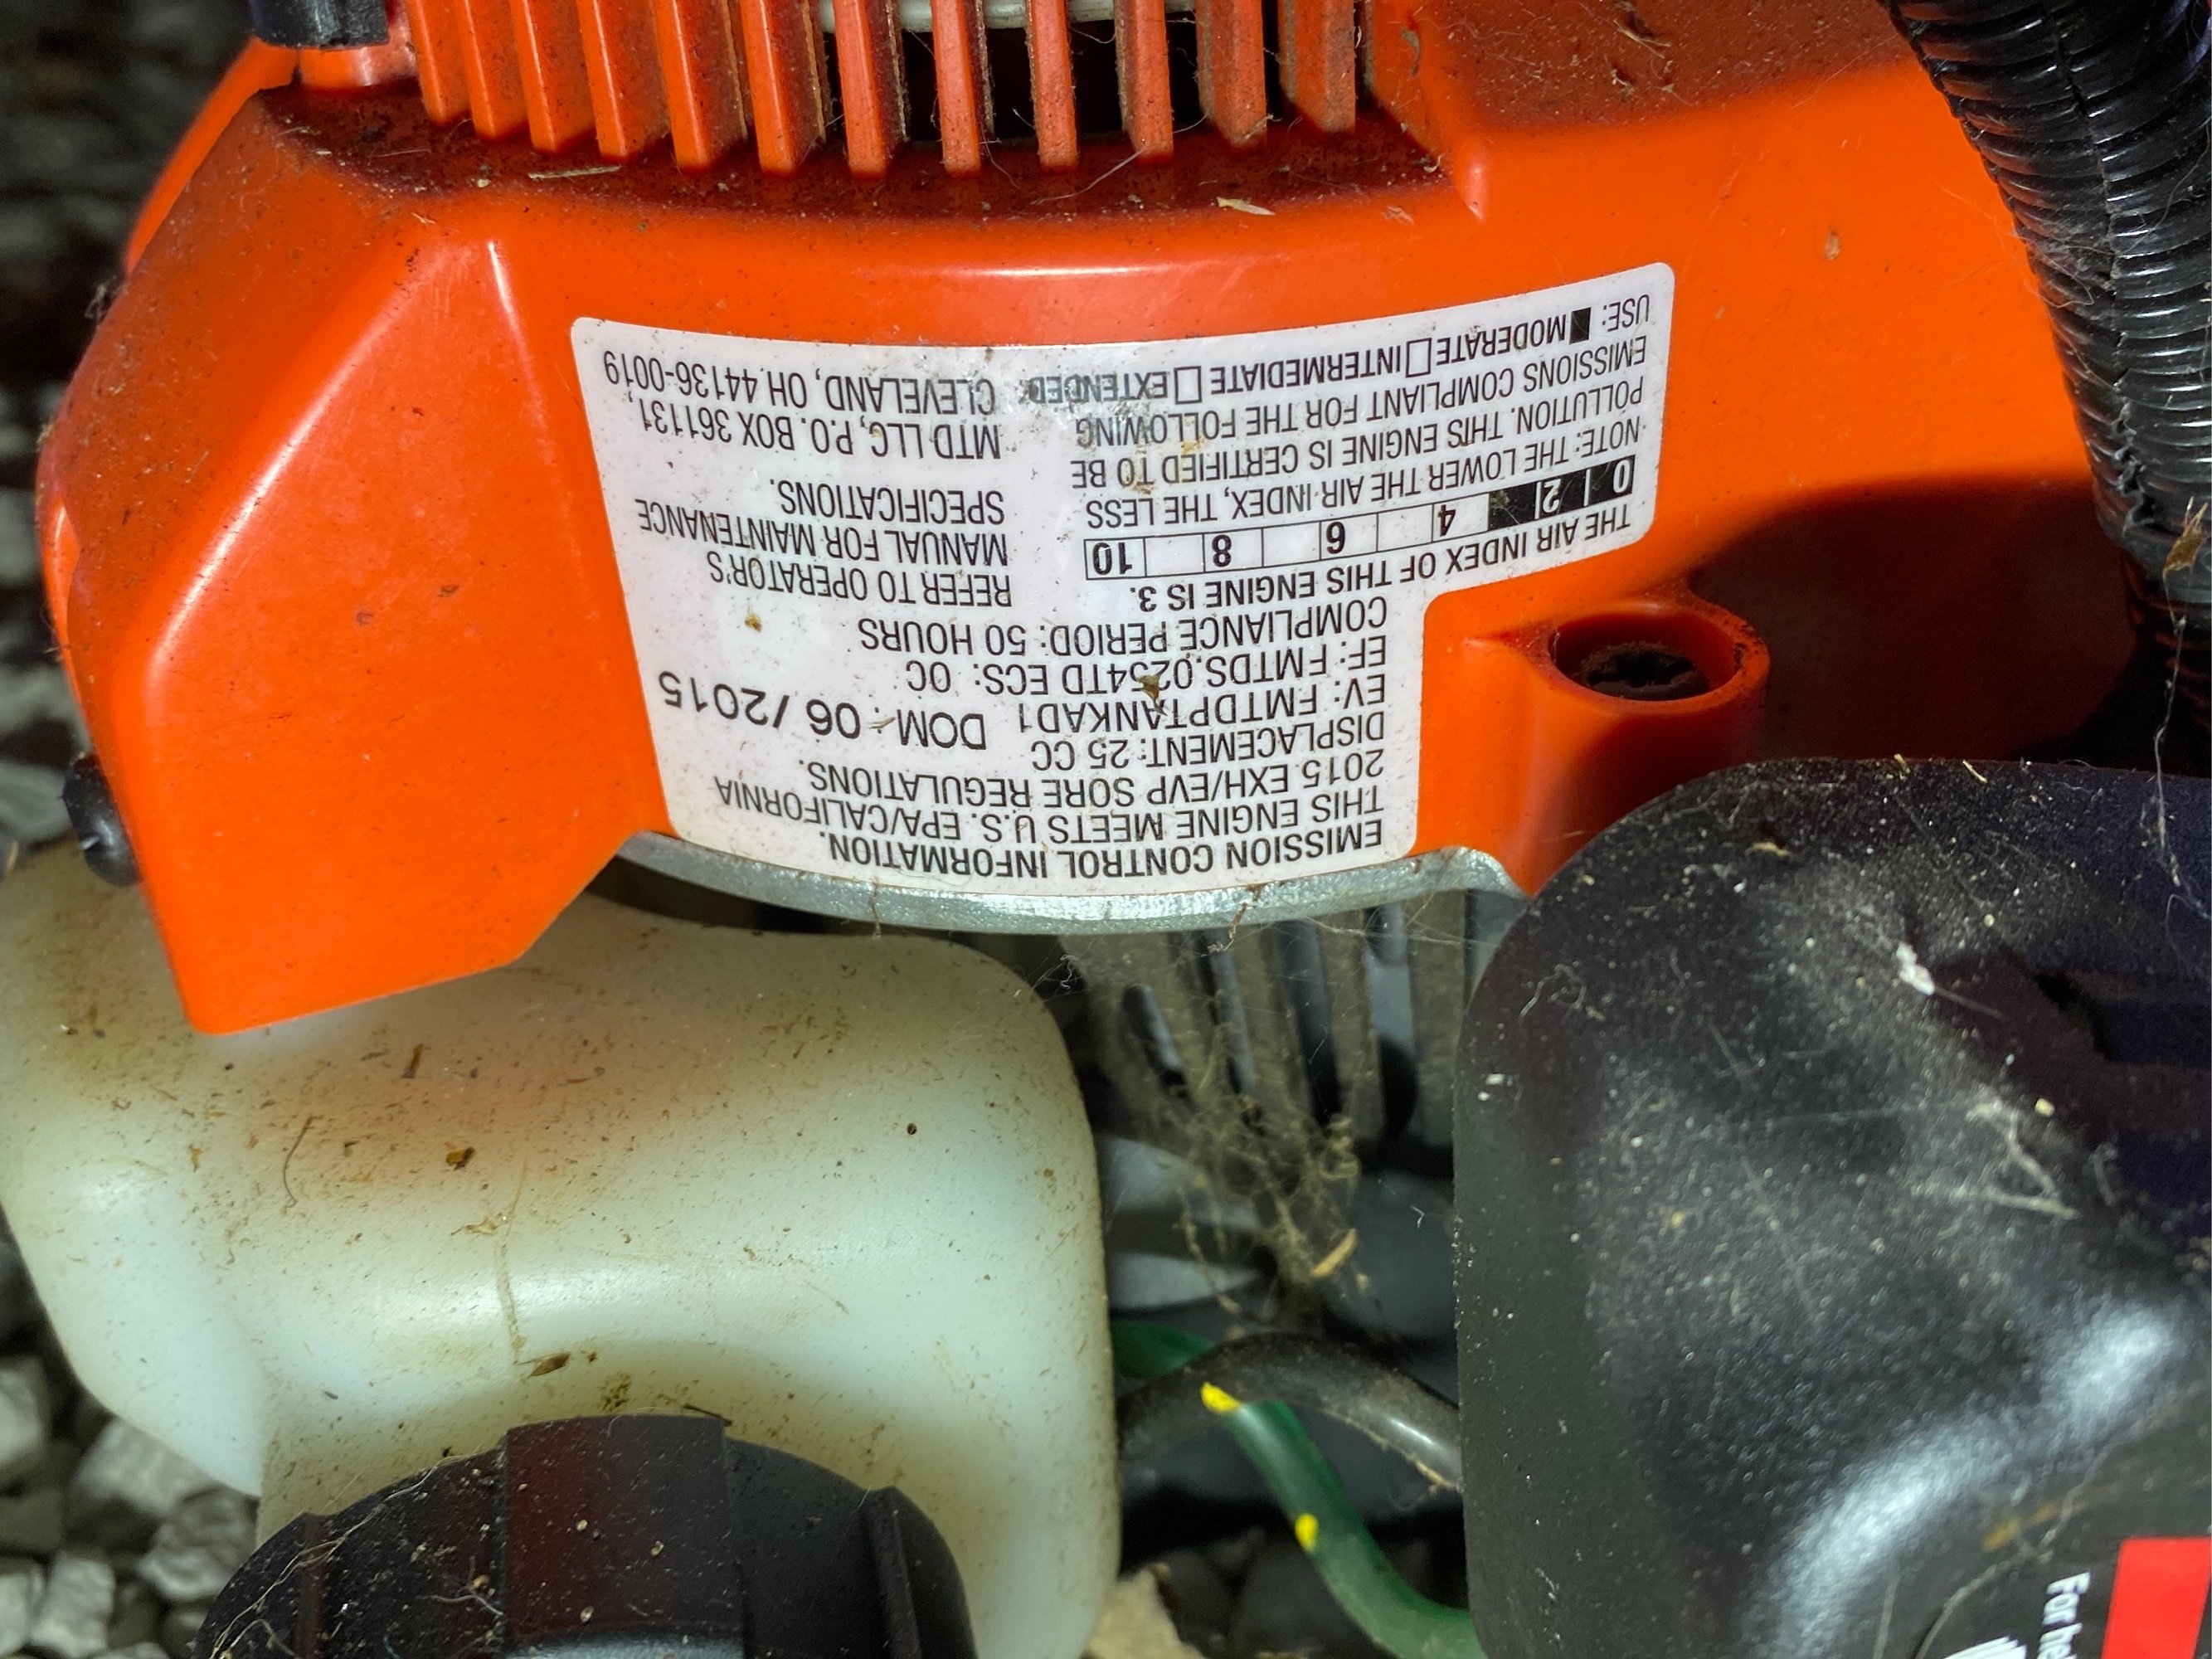 EMISSION CONTROL INFORMATION.
THIS ENGINE MEETS U.S. EPA/CALIFORNIA
2015 EXH/EVP SORE REGULATIONS.
DISPLACEMENT: 25 CC
EV: FMTDPTANKAD1 DOM: 06 /2015
EF: FMTDS.0254TD ECS: OC
COMPLIANCE PERIOD: 50 HOURS
THE AIR INDEX OF THIS ENGINE IS 3.
0 2 4 6 8 10
NOTE: THE LOWER THE AIR INDEX, THE LESS
POLLUTION. THIS ENGINE IS CERTIFIED TO BE
EMISSIONS COMPLIANT FOR THE FOLLOWING
USE: ■ MODERATE □ INTERMEDIATE □ EXTENDED.
REFER TO OPERATOR'S
MANUAL FOR MAINTENANCE
SPECIFICATIONS.
MTD LLC, P.O. BOX 361131,
CLEVELAND, OH 44136-0019
For